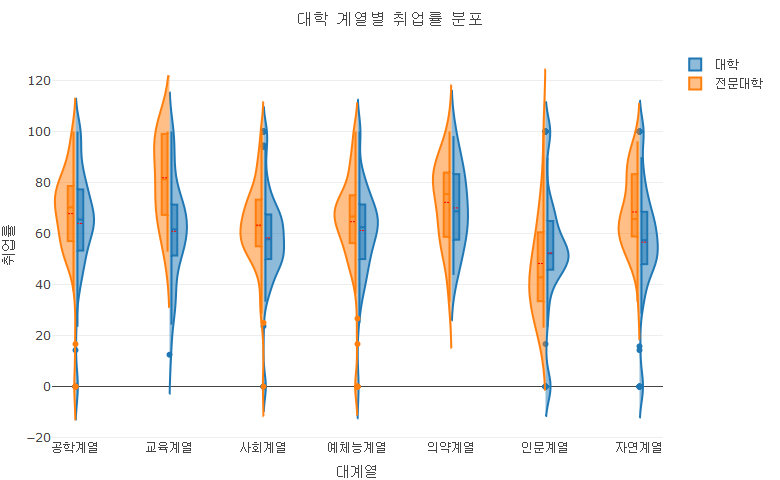 대학 계열별 취업률 분포
대학
전문대학
취업률
120
100
80
60
40
20
0
−20
공학계열 교육계열 사회계열 예체능계열 의약계열 인문계열 자연계열
대계열